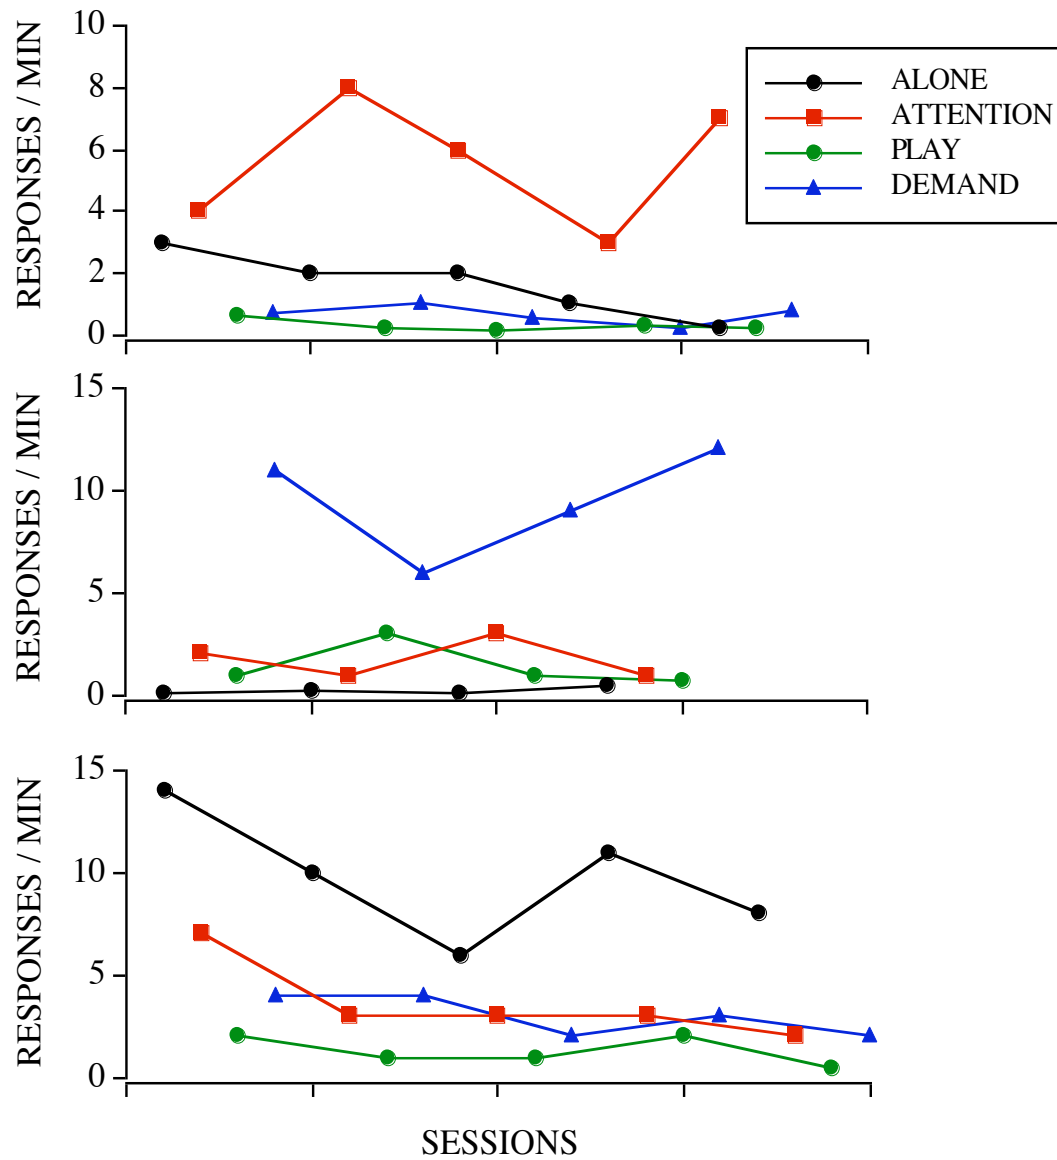 RESPONSES / MIN
10
8
6
4
2
0
ALONE
ATTENTION
PLAY
DEMAND
RESPONSES / MIN
15
10
5
0
RESPONSES / MIN
15
10
5
0
SESSIONS